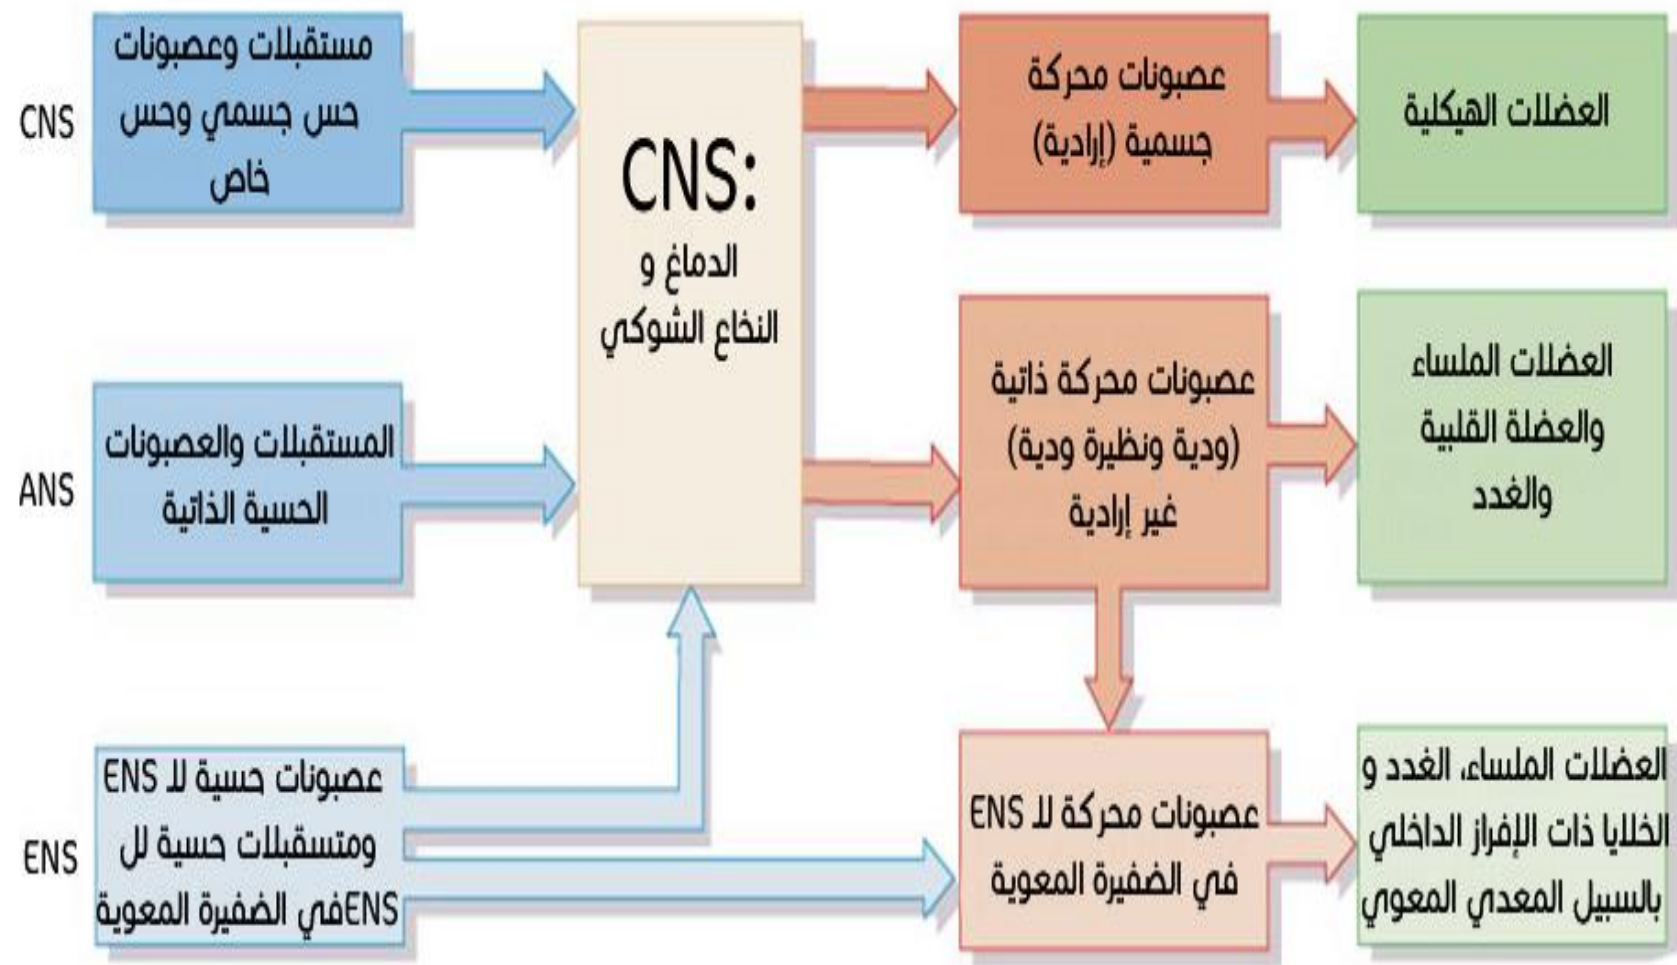 CNS
مستقبلات وعصبونات
حس جسمي وحس
خاص
CNS:
الدماغ و
النخاع الشوكي
عصبونات محركة
جسمية (إرادية)
العضلات الهيكلية
ANS
المستقبلات والعصبونات
الحسية الذاتية
عصبونات محركة ذاتية
(ودية ونظيرة ودية)
غير إرادية
العضلات الملساء
والعضلة القلبية
والغدد
ENS
عصبونات حسية للـ ENS
ومتسقبلات حسية لل
ENSفي الضفيرة المعوية
عصبونات محركة للـ ENS
في الضفيرة المعوية
العضلات الملساء، الغدد و
الخلايا ذات الإفراز الداخلي
بالسبيل المعدي المعوي